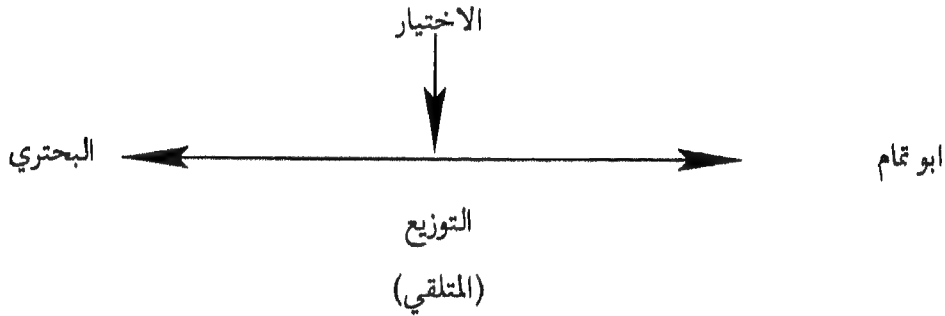 الاختيار
ابو تمام
البحتري
التوزيع
(المتلقي)